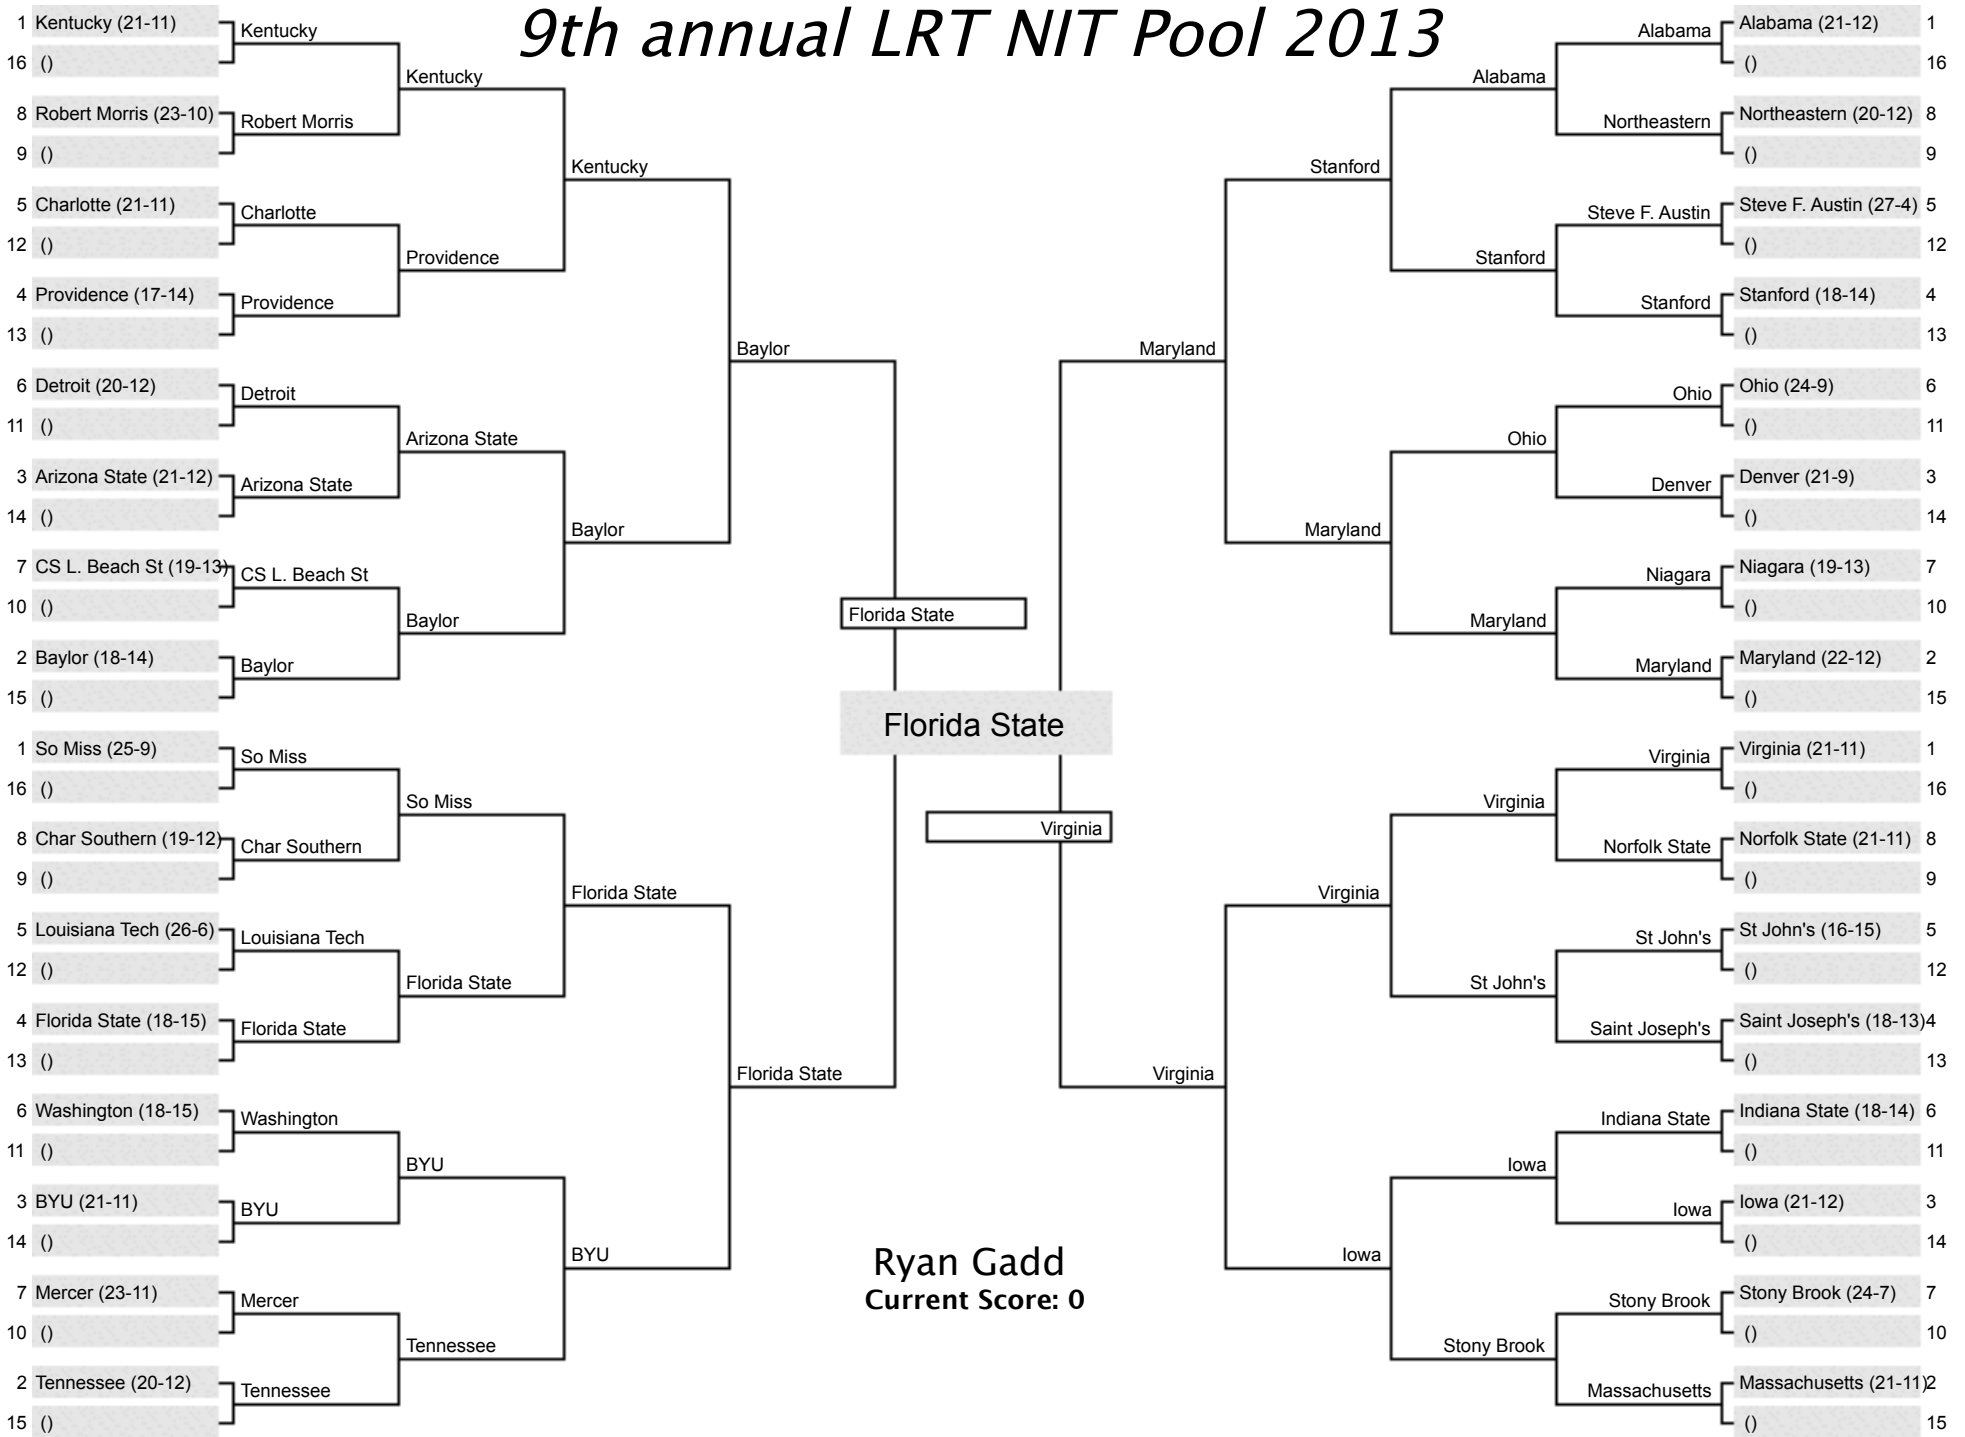 9th annual LRT NIT Pool 2013
1 Kentucky (21-11)
16 ()
8 Robert Morris (23-10)
9 ()
5 Charlotte (21-11)
12 ()
4 Providence (17-14)
13 ()
6 Detroit (20-12)
11 ()
3 Arizona State (21-12)
14 ()
7 CS L. Beach St (19-13)
10 ()
2 Baylor (18-14)
15 ()
1 So Miss (25-9)
16 ()
8 Char Southern (19-12)
9 ()
5 Louisiana Tech (26-6)
12 ()
4 Florida State (18-15)
13 ()
6 Washington (18-15)
11 ()
3 BYU (21-11)
14 ()
7 Mercer (23-11)
10 ()
2 Tennessee (20-12)
15 ()
Kentucky
Robert Morris
Charlotte
Providence
Detroit
Arizona State
CS L. Beach St
Baylor
So Miss
Char Southern
Louisiana Tech
Florida State
Washington
BYU
Mercer
Tennessee
Kentucky
Providence
Arizona State
Baylor
So Miss
Florida State
BYU
Tennessee
Kentucky
Baylor
Florida State
BYU
Baylor
Florida State
Florida State
Florida State
Virginia
Ryan Gadd
Current Score: 0
Maryland
Virginia
Stanford
Maryland
Virginia
Iowa
Alabama
Stanford
Ohio
Maryland
Virginia
St John's
Iowa
Stony Brook
Alabama
Northeastern
Steve F. Austin
Stanford
Ohio
Denver
Niagara
Maryland
Virginia
Norfolk State
St John's
Saint Joseph's
Indiana State
Iowa
Stony Brook
Massachusetts
Alabama (21-12) 1
() 16
Northeastern (20-12) 8
() 9
Steve F. Austin (27-4) 5
() 12
Stanford (18-14) 4
() 13
Ohio (24-9) 6
() 11
Denver (21-9) 3
() 14
Niagara (19-13) 7
() 10
Maryland (22-12) 2
() 15
Virginia (21-11) 1
() 16
Norfolk State (21-11) 8
() 9
St John's (16-15) 5
() 12
Saint Joseph's (18-13) 4
() 13
Indiana State (18-14) 6
() 11
Iowa (21-12) 3
() 14
Stony Brook (24-7) 7
() 10
Massachusetts (21-11) 2
() 15